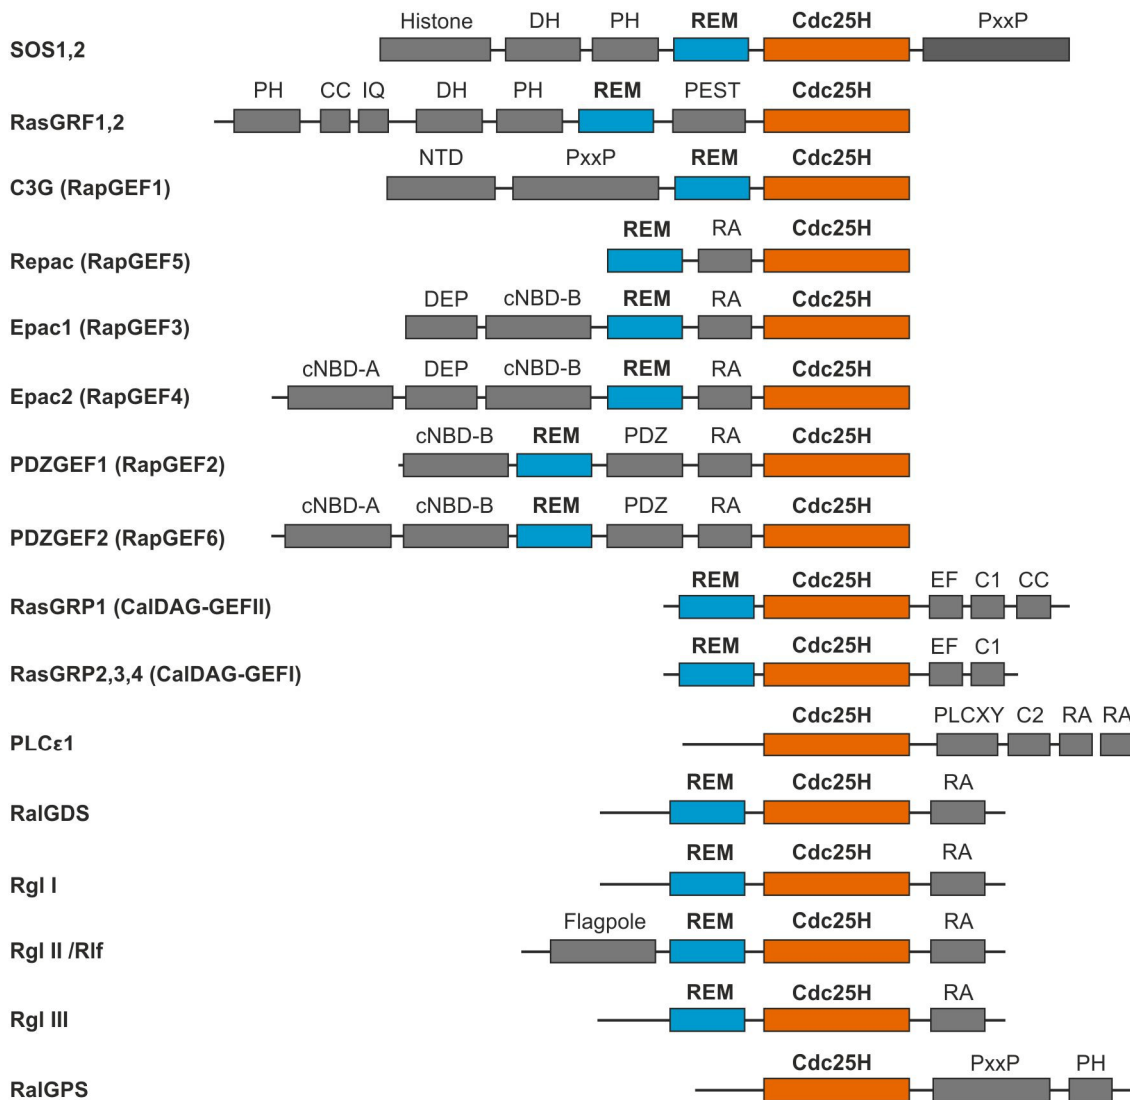 Histone DH PH REM Cdc25H PxxP
SOS1,2
PH CC IQ DH PH REM PEST Cdc25H
RasGRF1,2
NTD PxxP REM Cdc25H
C3G (RapGEF1)
REM RA Cdc25H
Repac (RapGEF5)
DEP cNBD-B REM RA Cdc25H
Epac1 (RapGEF3)
cNBD-A DEP cNBD-B REM RA Cdc25H
Epac2 (RapGEF4)
cNBD-B REM PDZ RA Cdc25H
PDZGEF1 (RapGEF2)
cNBD-A cNBD-B REM PDZ RA Cdc25H
PDZGEF2 (RapGEF6)
REM Cdc25H EF C1 CC
RasGRP1 (CalDAG-GEFII)
REM Cdc25H EF C1
RasGRP2,3,4 (CalDAG-GEFI)
Cdc25H PLCXY C2 RA RA
PLCε1
REM Cdc25H RA
RalGDS
REM Cdc25H RA
Rgl I
Flagpole REM Cdc25H RA
Rgl II /Rlf
REM Cdc25H RA
Rgl III
Cdc25H PxxP PH
RalGPS